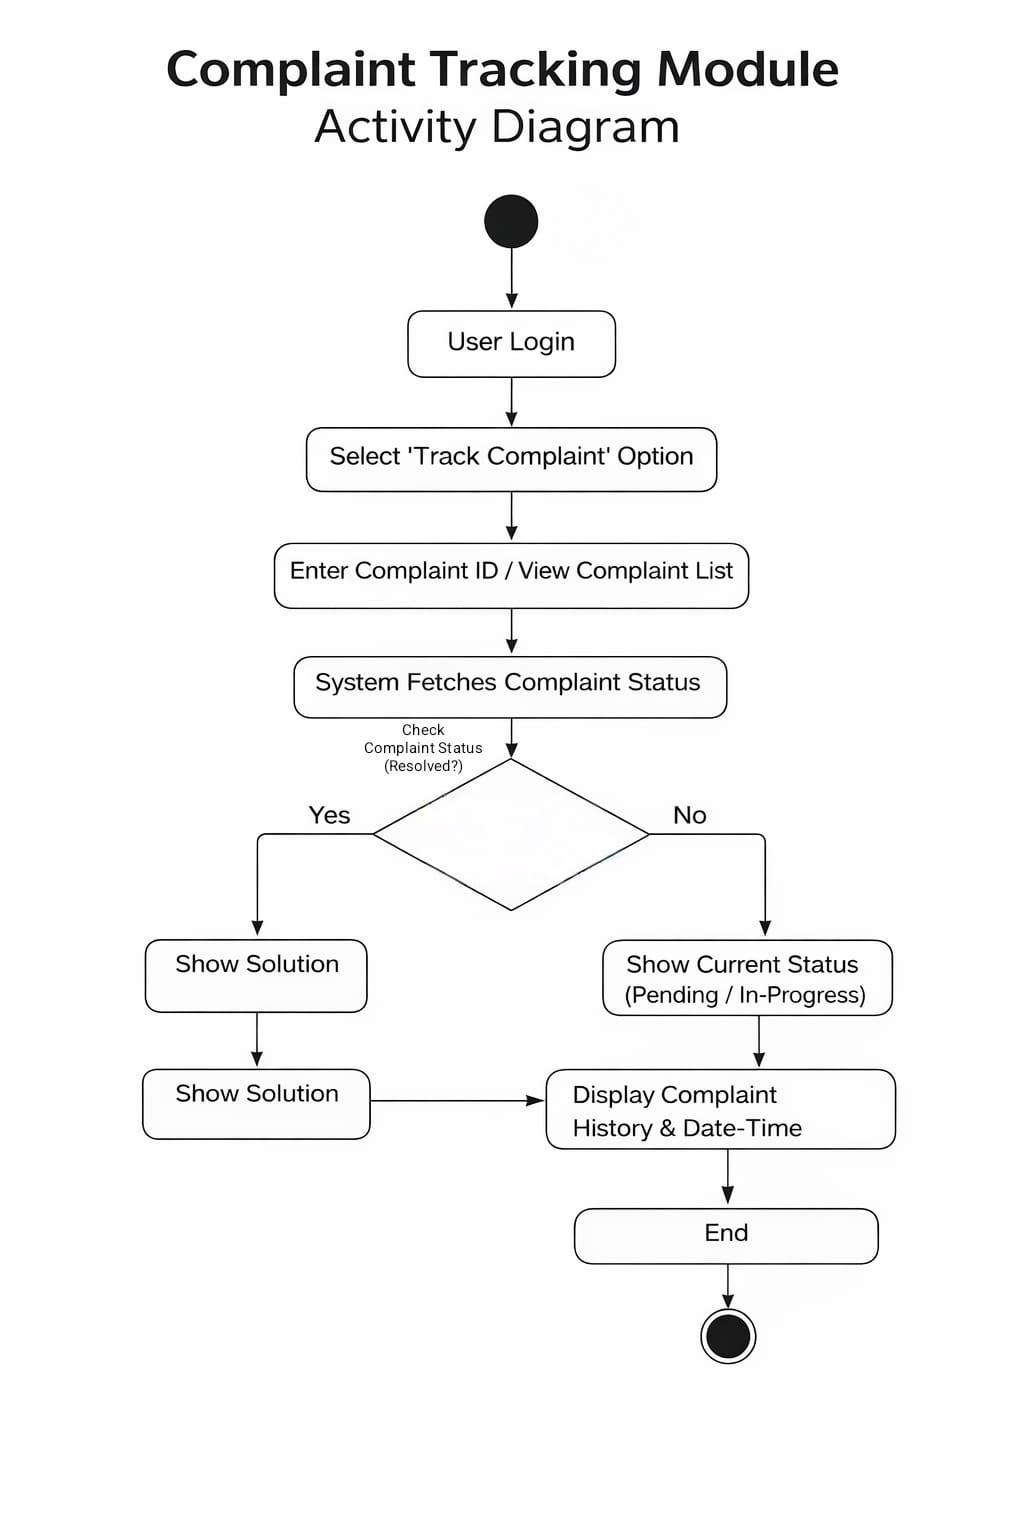 Complaint Tracking Module
Activity Diagram
User Login
Select 'Track Complaint' Option
Enter Complaint ID / View Complaint List
System Fetches Complaint Status
Check
Complaint Status
(Resolved?)
Yes
No
Show Solution
Show Current Status
(Pending / In-Progress)
Show Solution
Display Complaint
History & Date-Time
End